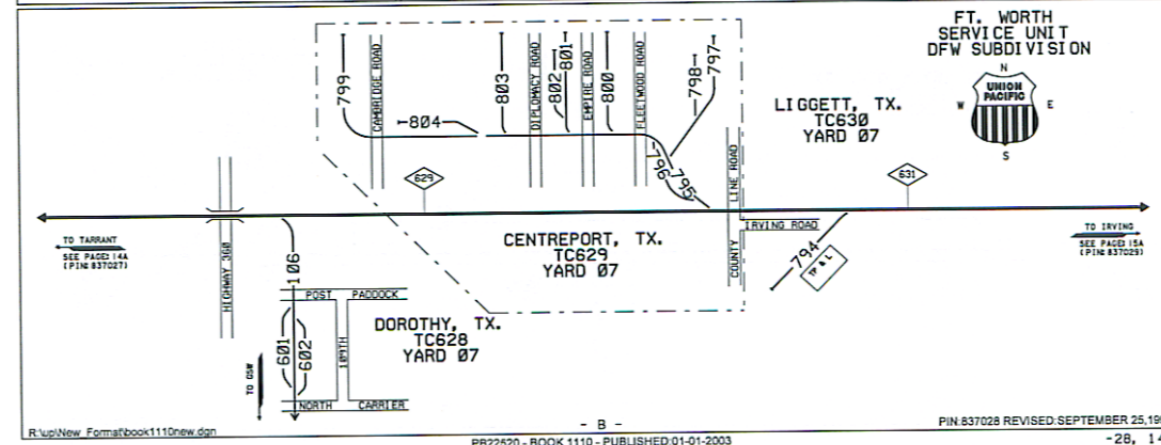 FT. WORTH
SERVICE UNIT
DFW SUBDIVISION
N
UNION
PACIFIC
W
E
S
LIGGETT, TX.
TC630
YARD 07
799
CAMBRIDGE ROAD
804
803
DIPLOMACY ROAD
802
801
EMPIRE ROAD
800
FLEETWOOD ROAD
798
797
796
795
COUNTY LINE ROAD
629
631
IRVING ROAD
794
TP & L
TO TARRANT
SEE PAGE: 14A
(PIN: 837027)
HIGHWAY 360
106
CENTREPORT, TX.
TC629
YARD 07
TO IRVING
SEE PAGE: 15A
(PIN: 837029)
POST PADDOCK
109TH
601
602
TO GSW
NORTH CARRIER
DOROTHY, TX.
TC628
YARD 07
R:\up\New_Format\book1110new.dgn
- B -
PIN:837028 REVISED:SEPTEMBER 25,199
PB22520 - BOOK 1110 - PUBLISHED:01-01-2003
-28, 14